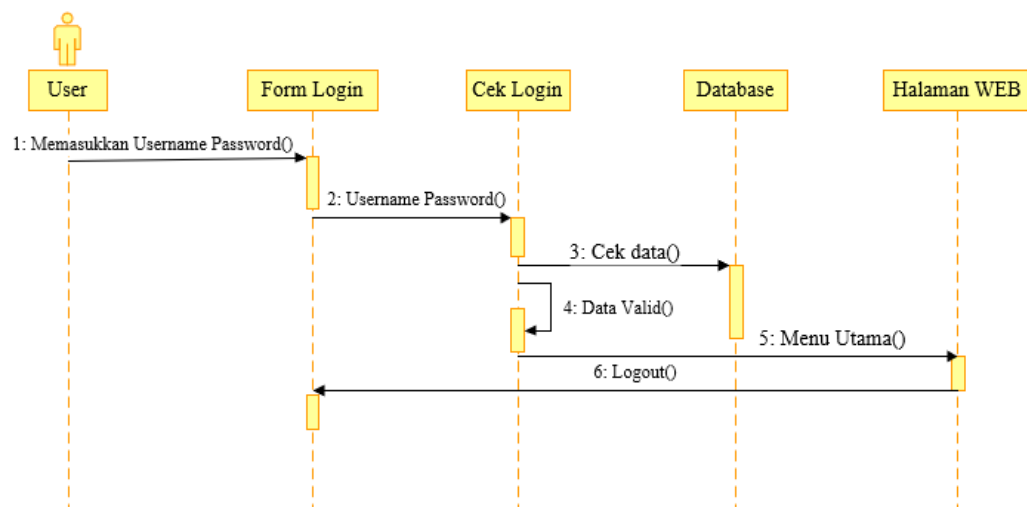 User
Form Login
Cek Login
Database
Halaman WEB
1: Memasukkan Username Password()
2: Username Password()
3: Cek data()
4: Data Valid()
5: Menu Utama()
6: Logout()